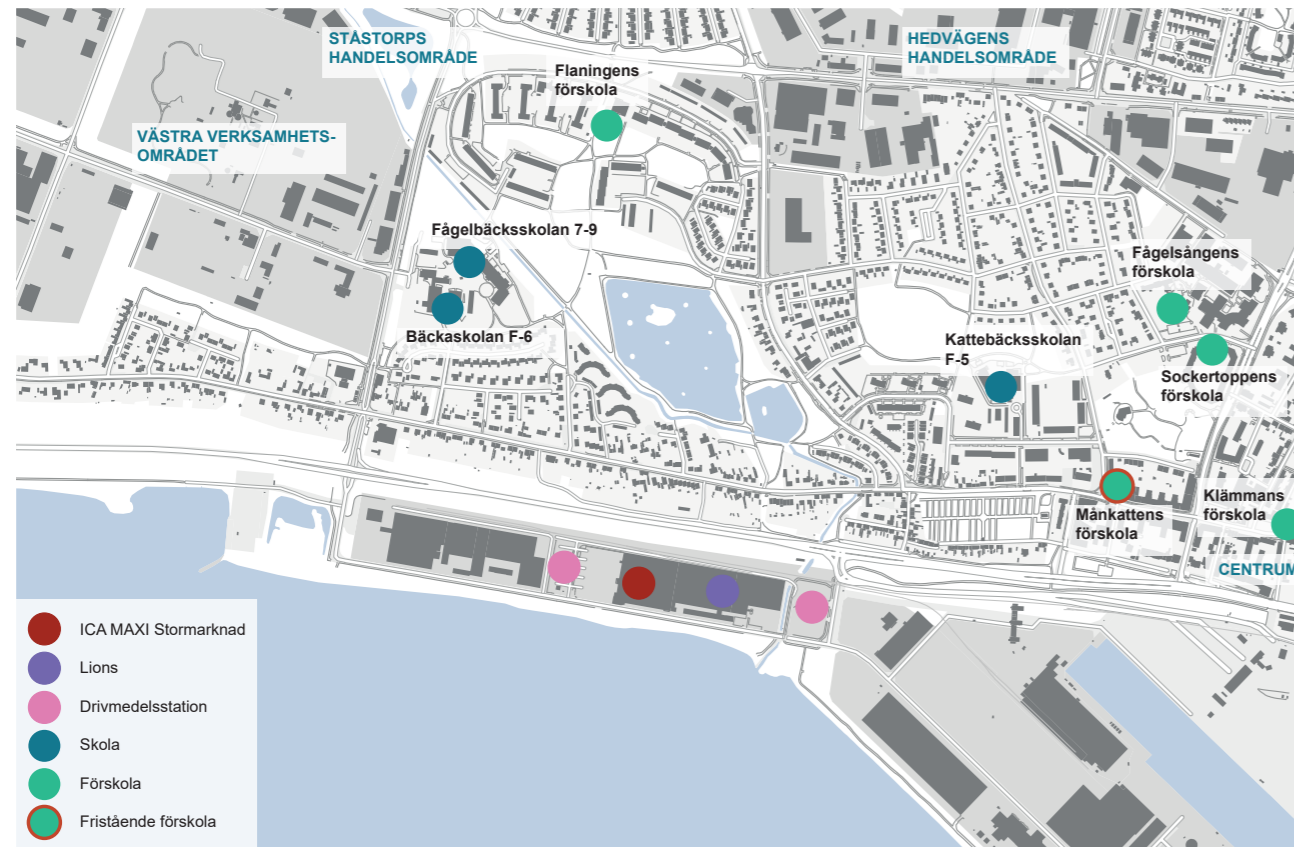 STÅSTORPS
HANDELSOMRÅDE
HEDVÄGENS
HANDELSOMRÅDE
Flaningens
förskola
VÄSTRA VERKSAMHETS-
OMRÅDET
Fågelbäcksskolan 7-9
Fågelsångens
förskola
Bäckaskolan F-6
Kattebäcksskolan
F-5
Sockertoppens
förskola
Klämmans
förskola
Månkattens
förskola
CENTRUM
ICA MAXI Stormarknad
Lions
Drivmedelsstation
Skola
Förskola
Fristående förskola